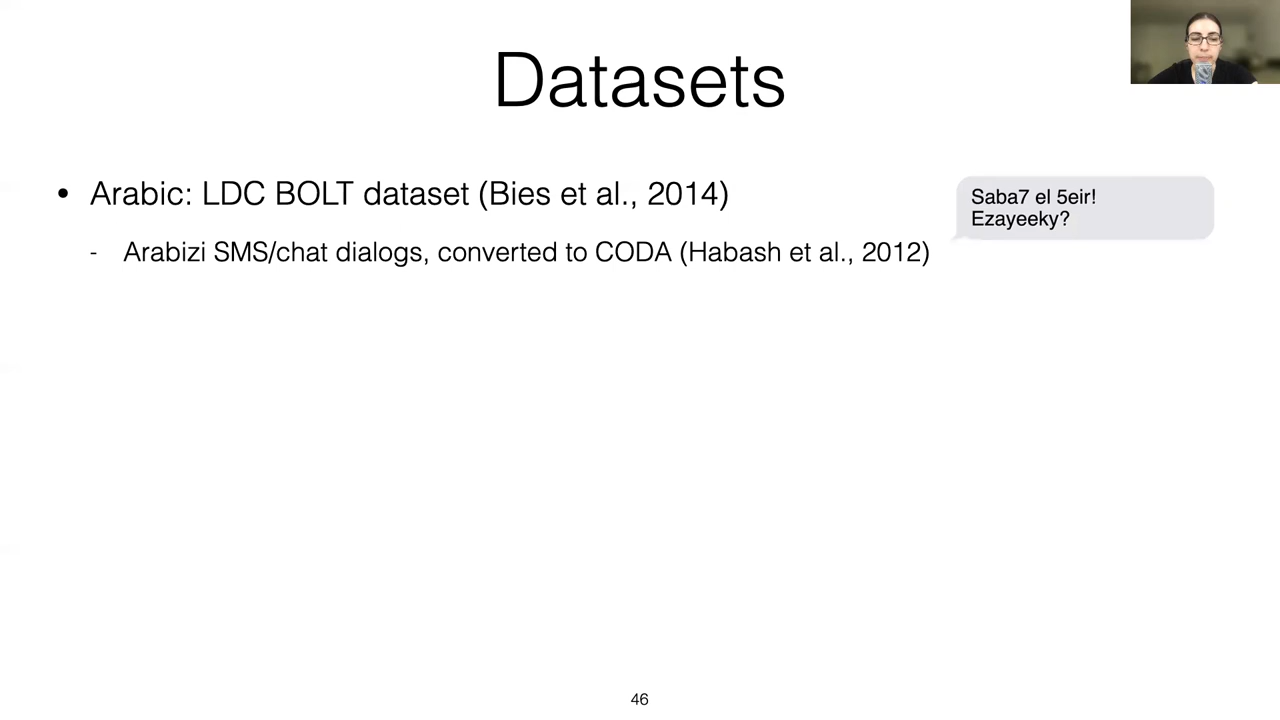 Datasets
• Arabic: LDC BOLT dataset (Bies et al., 2014)
- Arabizi SMS/chat dialogs, converted to CODA (Habash et al., 2012)
Saba7 el 5eir!
Ezayeeky?
46